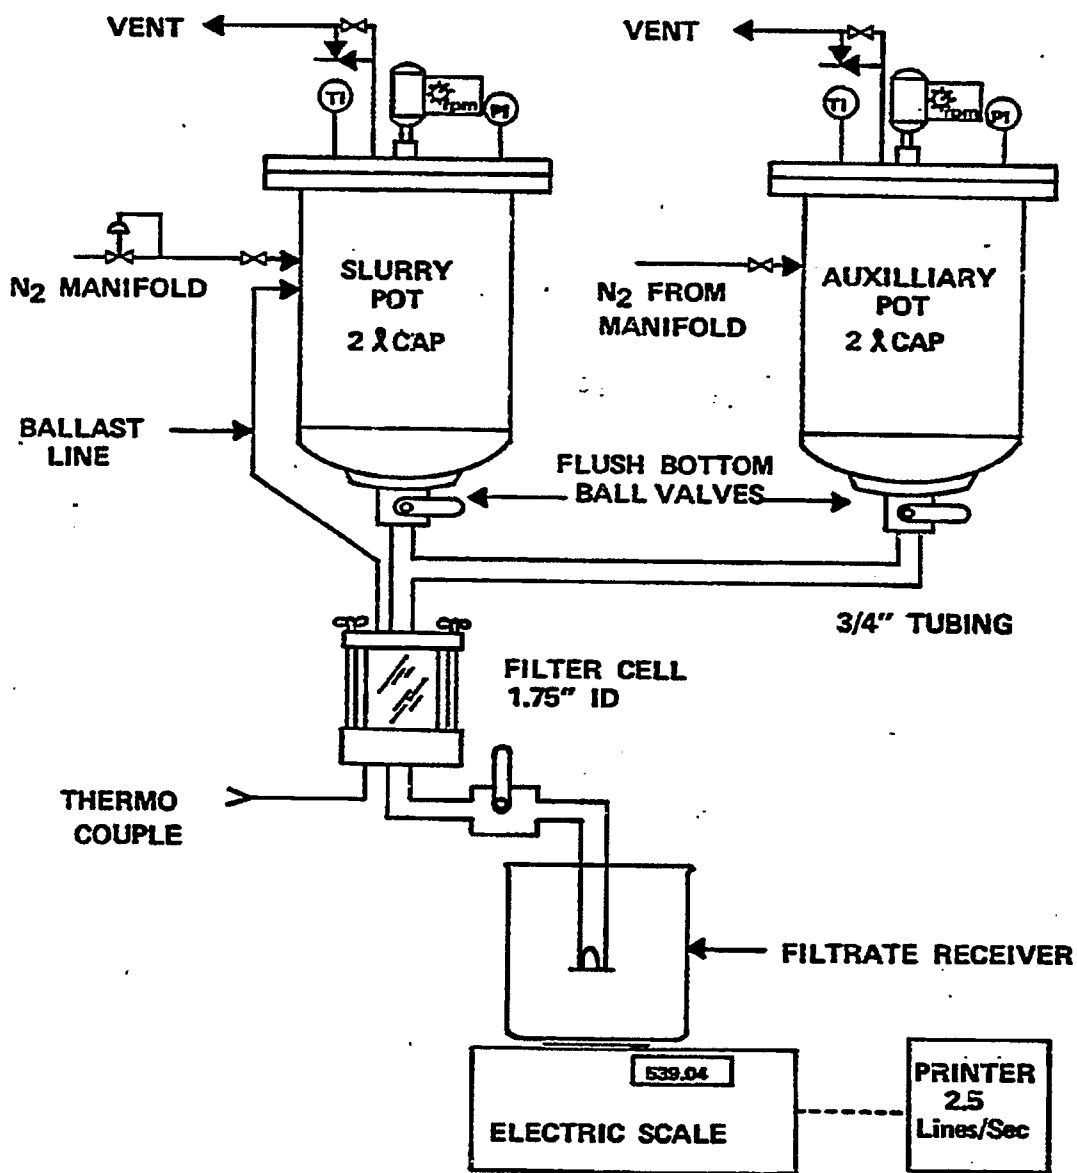 VENT
VENT
TI
rpm
PI
TI
rpm
PI
N2 MANIFOLD
SLURRY
POT
2 ℓ CAP
N2 FROM
MANIFOLD
AUXILLIARY
POT
2 ℓ CAP
BALLAST
LINE
FLUSH BOTTOM
BALL VALVES
3/4" TUBING
FILTER CELL
1.75" ID
THERMO
COUPLE
FILTRATE RECEIVER
539.04
ELECTRIC SCALE
PRINTER
2.5
Lines/Sec